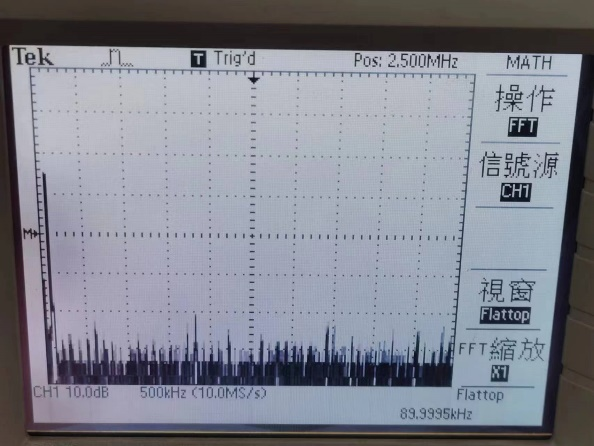 Tek
T Trig'd
Pos: 2.500MHz
MATH
操作
FFT
信號源
CH1
M
視窗
Flattop
FFT縮放
X1
CH1 10.0dB
500kHz (10.0MS/s)
Flattop
89.9995kHz